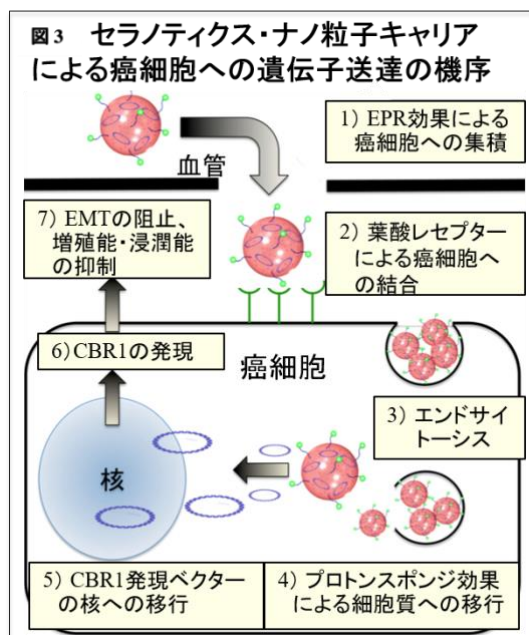 図3 セラノティクス・ナノ粒子キャリア
による癌細胞への遺伝子送達の機序
1) EPR効果による
癌細胞への集積
血管
7) EMTの阻止、
増殖能・浸潤能
の抑制
2) 葉酸レセプター
による癌細胞へ
の結合
6)CBR1の発現
癌細胞
3) エンドサイ
トーシス
核
5) CBR1発現ベクター
の核への移行
4) プロトンスポンジ効果
による細胞質への移行